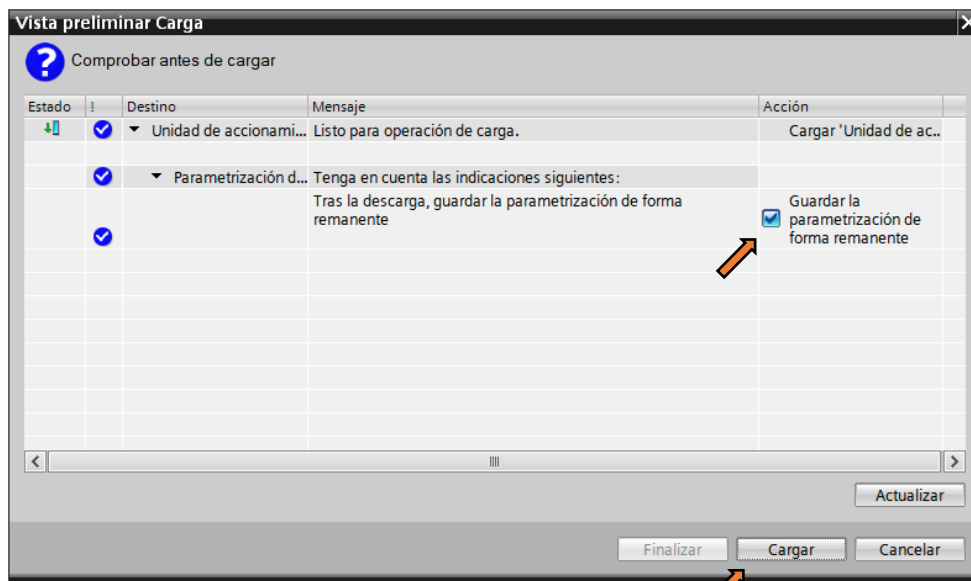 Vista preliminar Carga
Comprobar antes de cargar
Estado ! Destino Mensaje Acción
Unidad de accionami... Listo para operación de carga. Cargar 'Unidad de ac..
Parametrización d... Tenga en cuenta las indicaciones siguientes:
Tras la descarga, guardar la parametrización de forma
remanente
Guardar la
parametrización de
forma remanente
Actualizar
Finalizar Cargar Cancelar